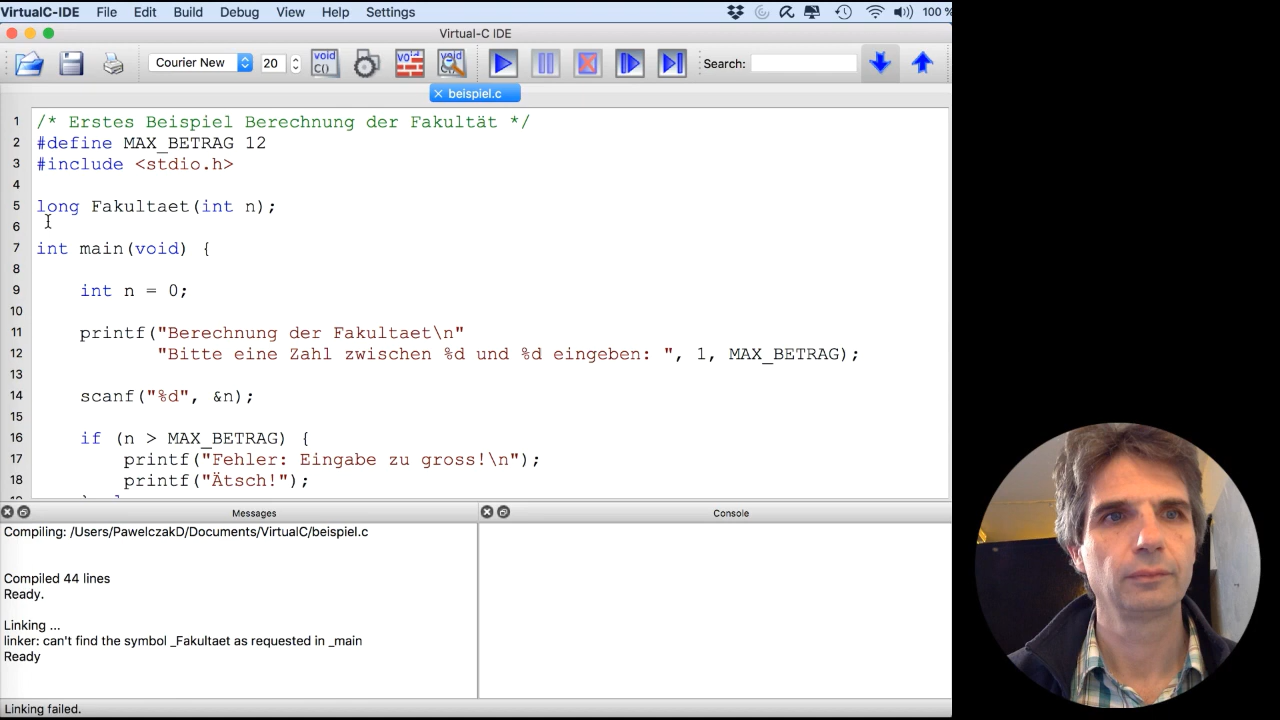 VirtualC-IDE File Edit Build Debug View Help Settings 100 %
Virtual-C IDE
Courier New 20 void C() void void Search:
beispiel.c
1 /* Erstes Beispiel Berechnung der Fakultät */
2 #define MAX_BETRAG 12
3 #include <stdio.h>
4
5 long Fakultaet(int n);
6
7 int main(void) {
8
9 int n = 0;
10
11 printf("Berechnung der Fakultaet\n"
12 "Bitte eine Zahl zwischen %d und %d eingeben: ", 1, MAX_BETRAG);
13
14 scanf("%d", &n);
15
16 if (n > MAX_BETRAG) {
17 printf("Fehler: Eingabe zu gross!\n");
18 printf("Ätsch!");
Messages
Compiling: /Users/PawelczakD/Documents/VirtualC/beispiel.c
Compiled 44 lines
Ready.
Linking ...
linker: can't find the symbol _Fakultaet as requested in _main
Ready
Console
Linking failed.